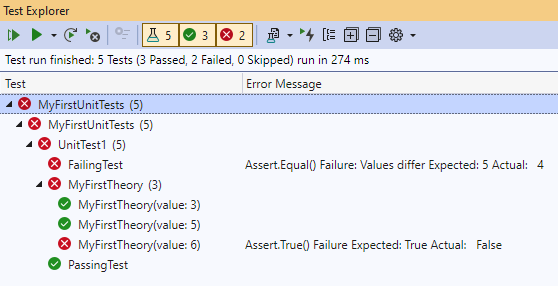 Test Explorer
5 3 2
Test run finished: 5 Tests (3 Passed, 2 Failed, 0 Skipped) run in 274 ms
Test Error Message
MyFirstUnitTests (5)
MyFirstUnitTests (5)
UnitTest1 (5)
FailingTest Assert.Equal() Failure: Values differ Expected: 5 Actual: 4
MyFirstTheory (3)
MyFirstTheory(value: 3)
MyFirstTheory(value: 5)
MyFirstTheory(value: 6) Assert.True() Failure Expected: True Actual: False
PassingTest